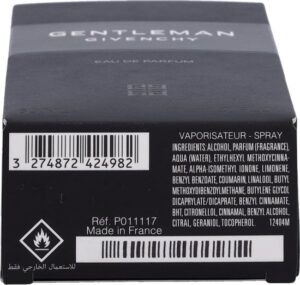 GENTLEMAN
GIVENCHY
EAU DE PARFUM
3 274872 424982
Réf. P011117
Made in France
للاستعمال الخارجي فقط
VAPORISATEUR - SPRAY
INGREDIENTS: ALCOHOL, PARFUM (FRAGRANCE),
AQUA (WATER), ETHYLHEXYL METHOXYCINNA-
MATE, ALPHA-ISOMETHYL IONONE, LIMONENE,
BENZYL BENZOATE, COUMARIN, LINALOOL, BUTYL
METHOXYDIBENZOYLMETHANE, BUTYLENE GLYCOL
DICAPRYLATE/DICAPRATE, BENZYL CINNAMATE,
BHT, CITRONELLOL, CINNAMAL, BENZYL ALCOHOL,
CITRAL, GERANIOL, TOCOPHEROL. 12404M